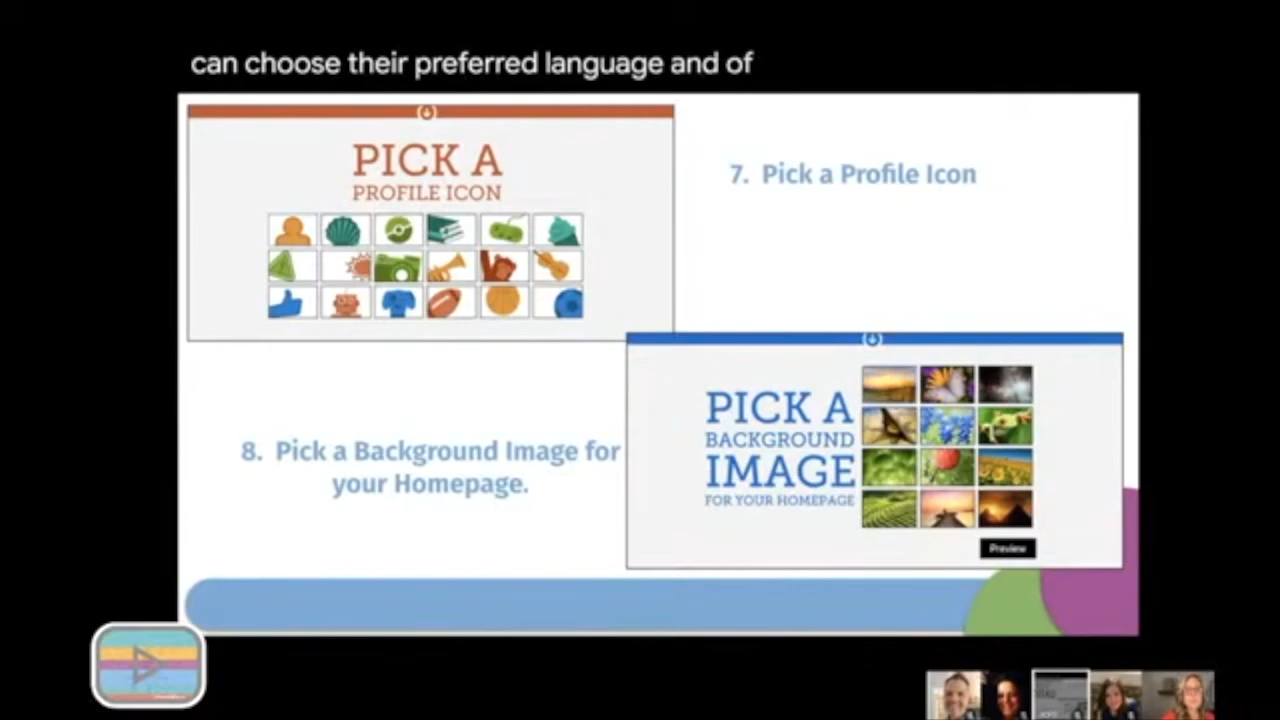 can choose their preferred language and of
PICK A
PROFILE ICON
7. Pick a Profile Icon
8. Pick a Background Image for
your Homepage.
PICK A
BACKGROUND
IMAGE
FOR YOUR HOMEPAGE
Preview